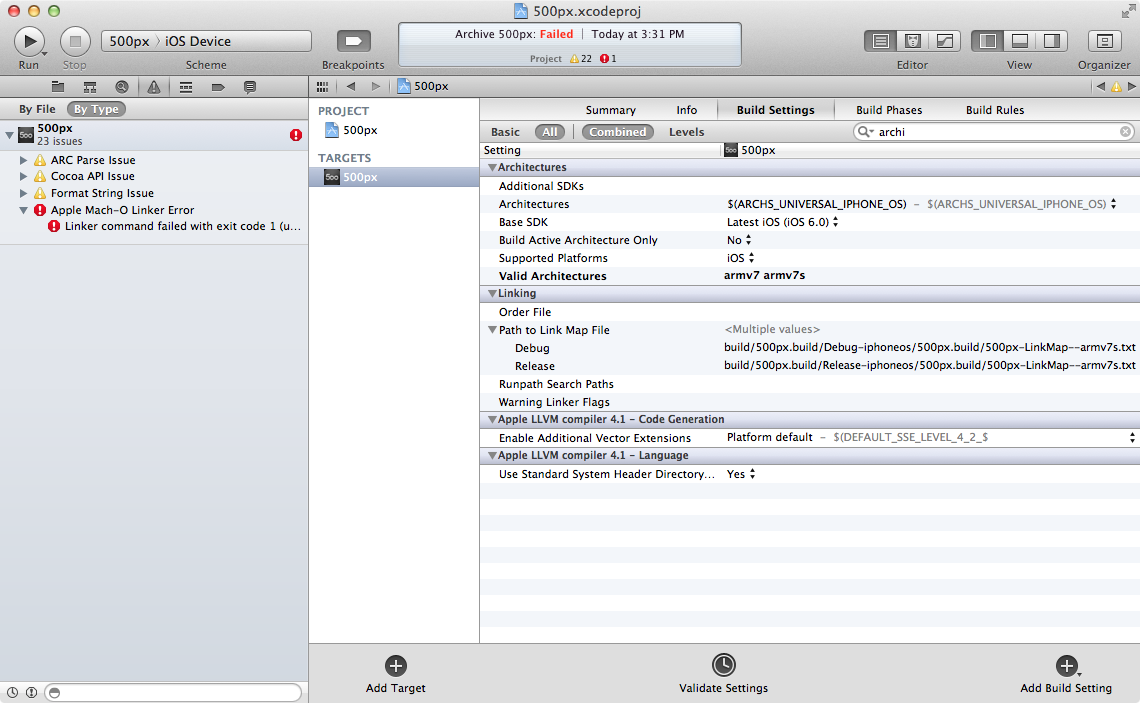 500px.xcodeproj
Run
Stop
500px 〉 iOS Device
Scheme
Breakpoints
Archive 500px: Failed | Today at 3:31 PM
Project 22 1
Editor
View
Organizer
500px
By File By Type
500px
23 issues
ARC Parse Issue
Cocoa API Issue
Format String Issue
Apple Mach-O Linker Error
Linker command failed with exit code 1 (u...
PROJECT
500px
TARGETS
500px
Summary Info Build Settings Build Phases Build Rules
Basic All Combined Levels archi
Setting 500px
Architectures
Additional SDKs
Architectures $(ARCHS_UNIVERSAL_IPHONE_OS) – $(ARCHS_UNIVERSAL_IPHONE_OS)
Base SDK Latest iOS (iOS 6.0)
Build Active Architecture Only No
Supported Platforms iOS
Valid Architectures armv7 armv7s
Linking
Order File
Path to Link Map File <Multiple values>
Debug build/500px.build/Debug-iphoneos/500px.build/500px-LinkMap--armv7s.txt
Release build/500px.build/Release-iphoneos/500px.build/500px-LinkMap--armv7s.txt
Runpath Search Paths
Warning Linker Flags
Apple LLVM compiler 4.1 – Code Generation
Enable Additional Vector Extensions Platform default – $(DEFAULT_SSE_LEVEL_4_2_$
Apple LLVM compiler 4.1 – Language
Use Standard System Header Directory... Yes
Add Target
Validate Settings
Add Build Setting